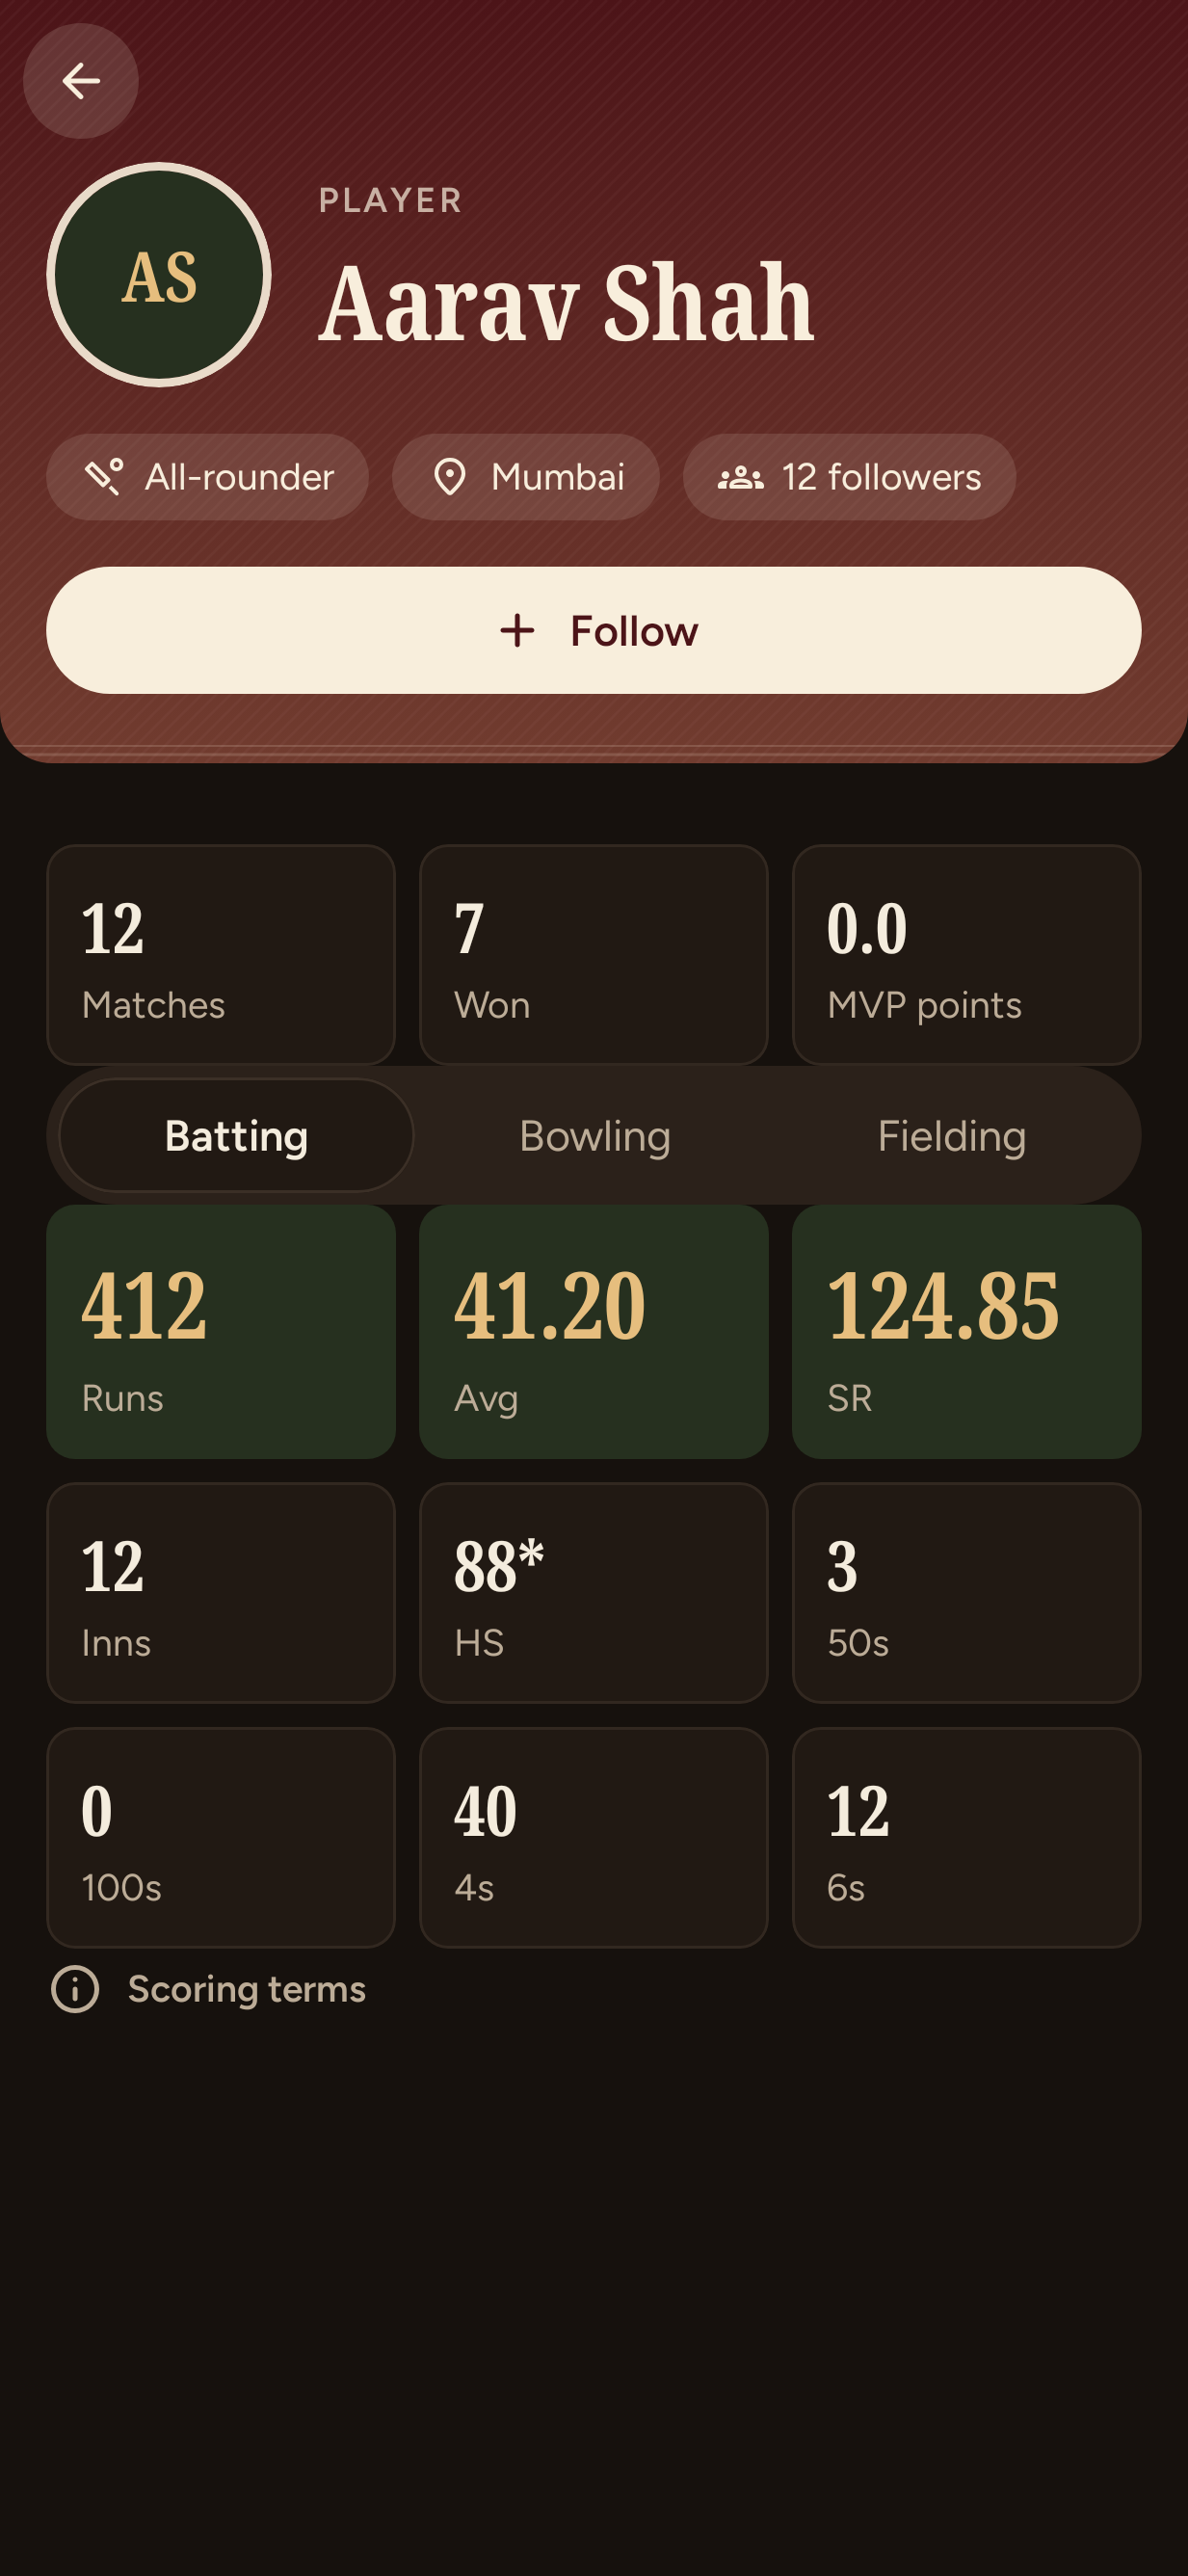 PLAYER
AS
Aarav Shah
All-rounder
Mumbai
12 followers
Follow
12
Matches
7
Won
0.0
MVP points
Batting
Bowling
Fielding
412
Runs
41.20
Avg
124.85
SR
12
Inns
88*
HS
3
50s
0
100s
40
4s
12
6s
Scoring terms